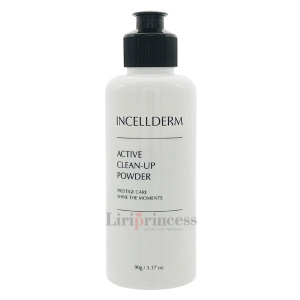 INCELLDERM
ACTIVE
CLEAN-UP
POWDER
PRESTIGE CARE
SHINE THE MOMENTS
Liriprincess
90g / 3.17 oz.